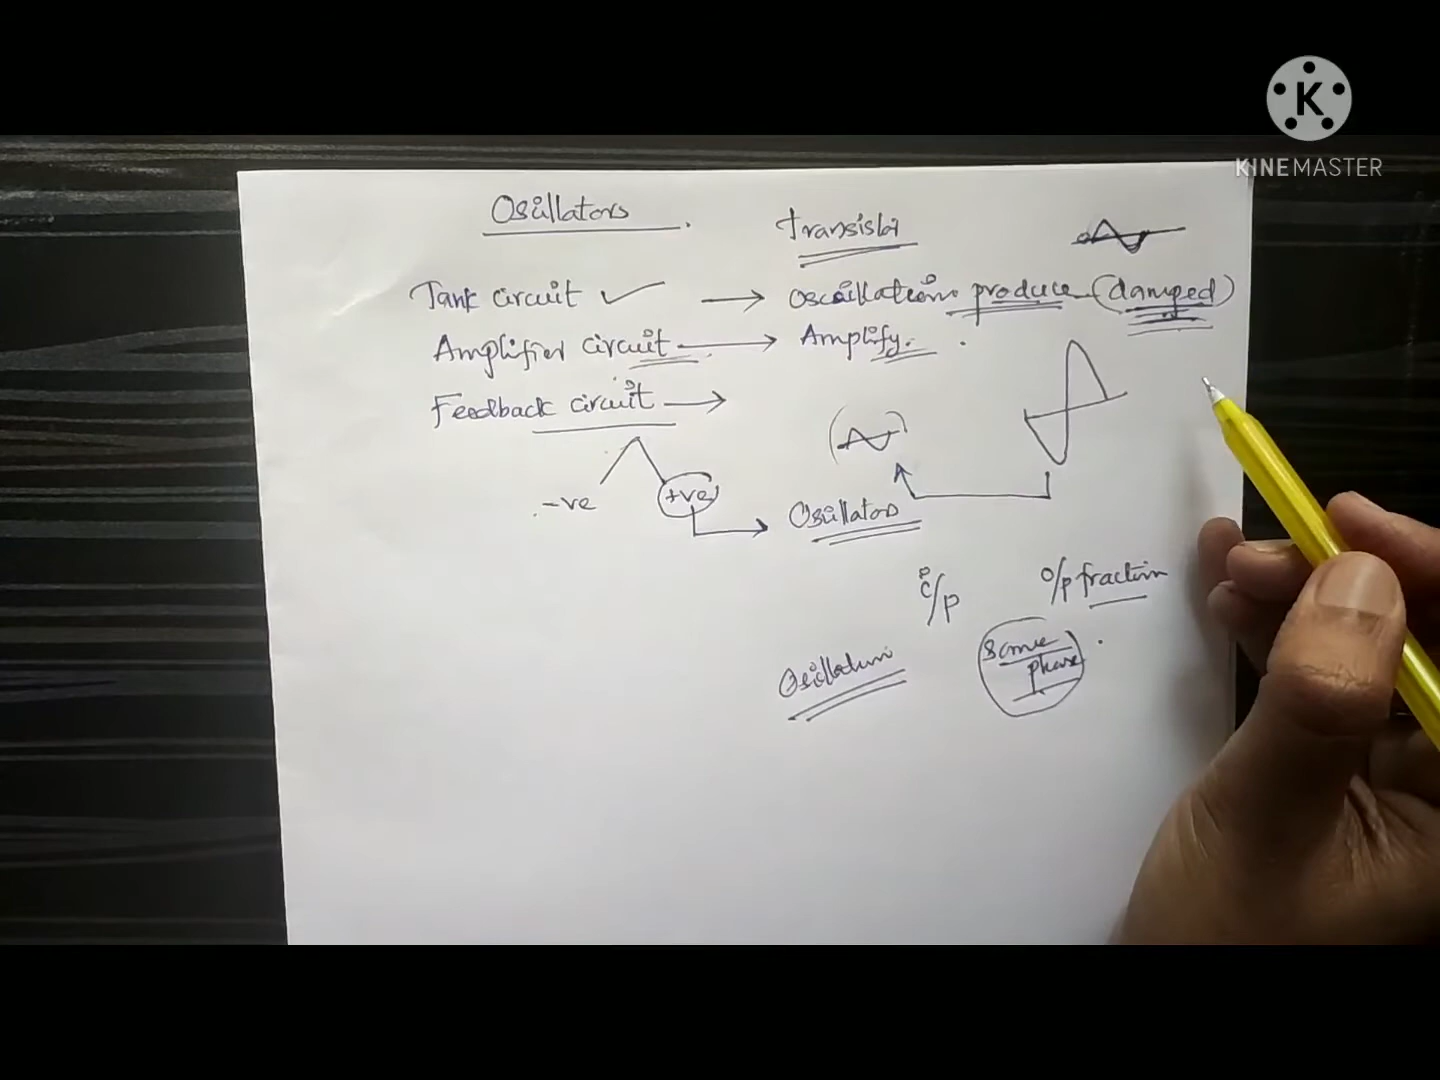 KINEMASTER
Oscillators
transistor
Tank circuit → Oscaillations produce (damped)
Amplifier circuit → Amplify.
Feedback circuit →
-ve +ve → Oscillators
i/p o/p fraction
Oscillations same phase